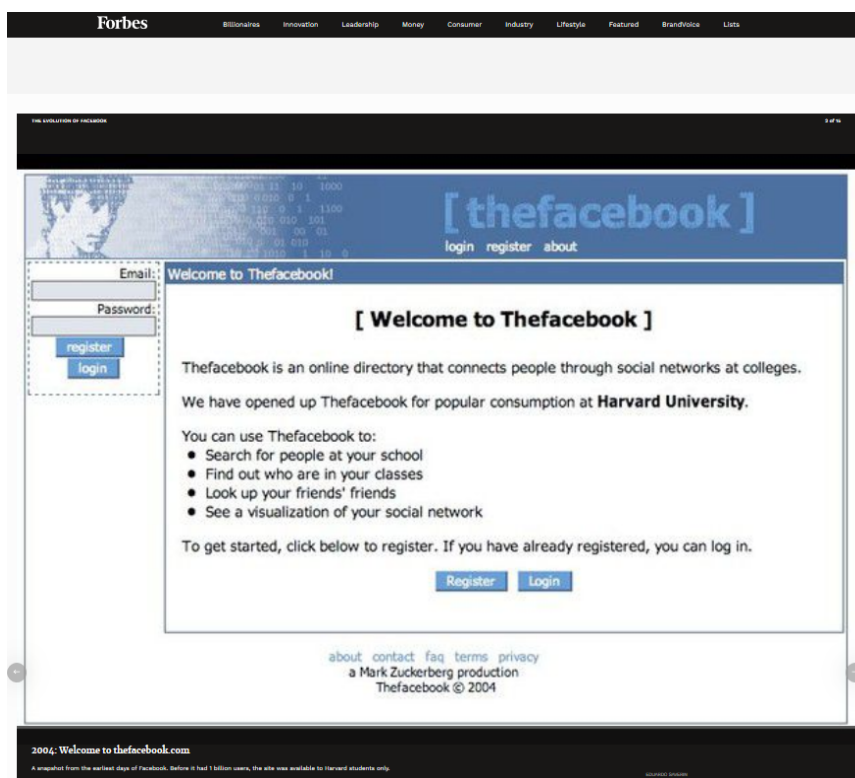 Forbes
Billionaires Innovation Leadership Money Consumer Industry Lifestyle Featured BrandVoice Lists
THE EVOLUTION OF FACEBOOK
3 of 14
[ thefacebook ]
login register about
Email:
Password:
register
login
Welcome to Thefacebook!
[ Welcome to Thefacebook ]
Thefacebook is an online directory that connects people through social networks at colleges.
We have opened up Thefacebook for popular consumption at Harvard University.
You can use Thefacebook to:
• Search for people at your school
• Find out who are in your classes
• Look up your friends' friends
• See a visualization of your social network
To get started, click below to register. If you have already registered, you can log in.
Register Login
about contact faq terms privacy
a Mark Zuckerberg production
Thefacebook © 2004
2004: Welcome to thefacebook.com
A snapshot from the earliest days of Facebook. Before it had 1 billion users, the site was available to Harvard students only.